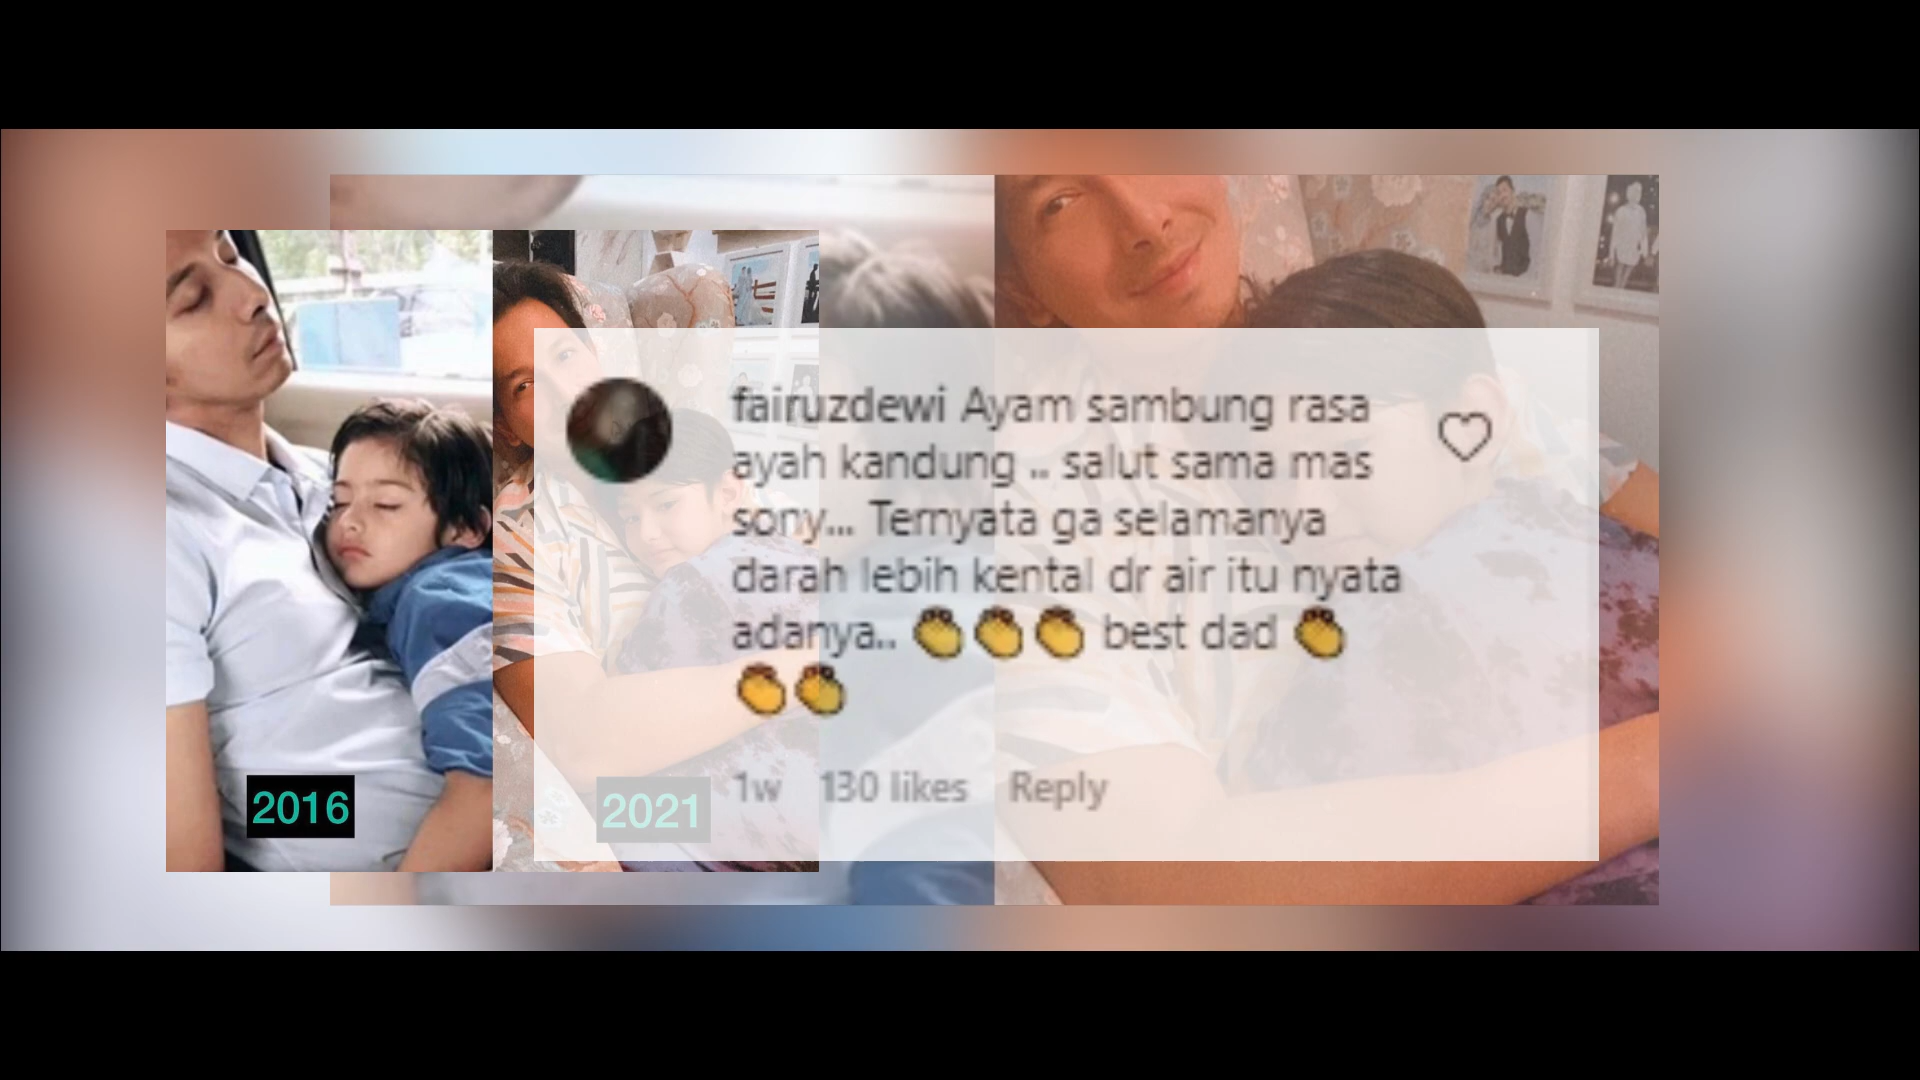 fairuzdewi Ayam sambung rasa
ayah kandung .. salut sama mas
sony... Ternyata ga selamanya
darah lebih kental dr air itu nyata
adanya.. 👏👏👏 best dad 👏
👏👏
1w 130 likes Reply
2016
2021